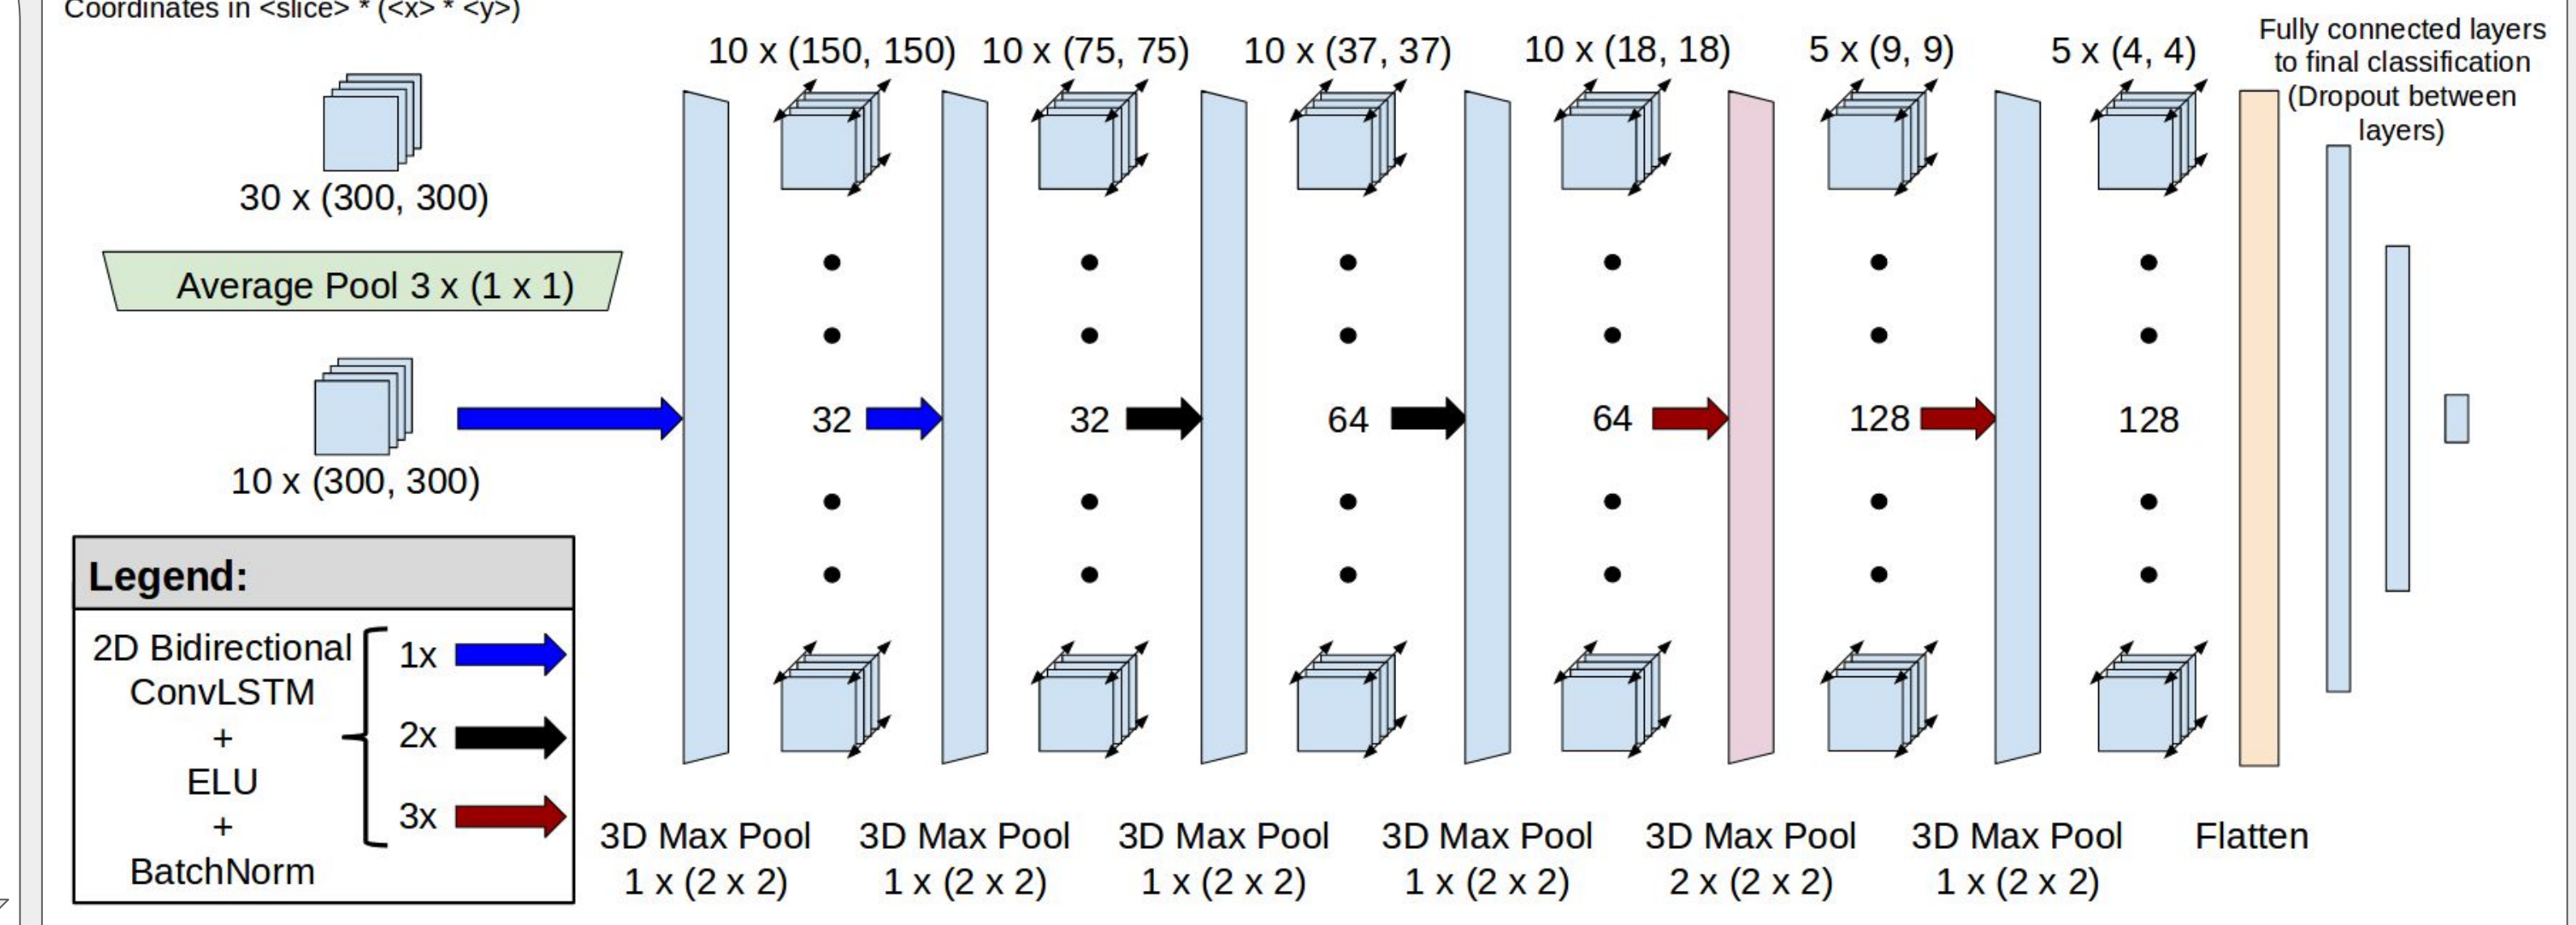 Coordinates in <slice> * (<x> * <y>)
30 x (300, 300)
Average Pool 3 x (1 x 1)
10 x (300, 300)
Legend:
2D Bidirectional
ConvLSTM
+
ELU
+
BatchNorm
1x
2x
3x
10 x (150, 150)
10 x (75, 75)
10 x (37, 37)
10 x (18, 18)
5 x (9, 9)
5 x (4, 4)
32
32
64
64
128
128
3D Max Pool
1 x (2 x 2)
3D Max Pool
1 x (2 x 2)
3D Max Pool
1 x (2 x 2)
3D Max Pool
1 x (2 x 2)
3D Max Pool
2 x (2 x 2)
3D Max Pool
1 x (2 x 2)
Flatten
Fully connected layers
to final classification
(Dropout between
layers)